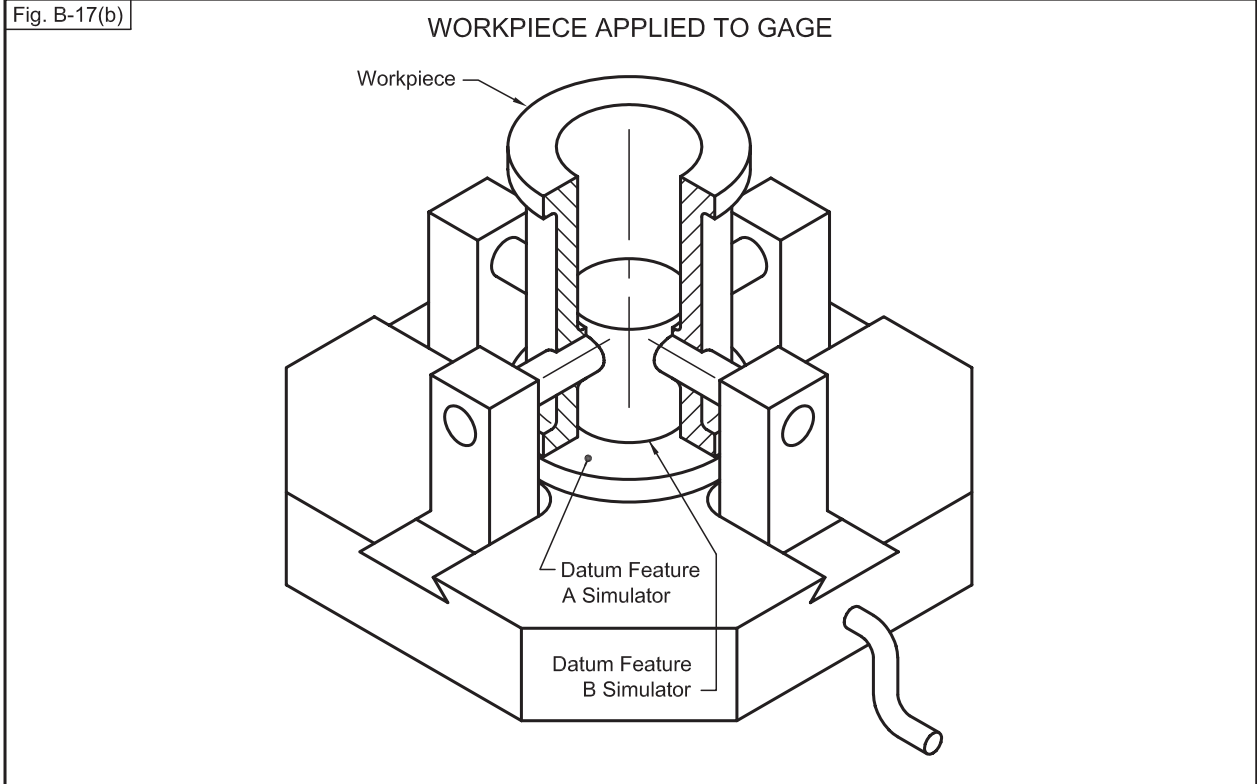 Fig. B-17(b)
WORKPIECE APPLIED TO GAGE
Workpiece
Datum Feature
A Simulator
Datum Feature
B Simulator